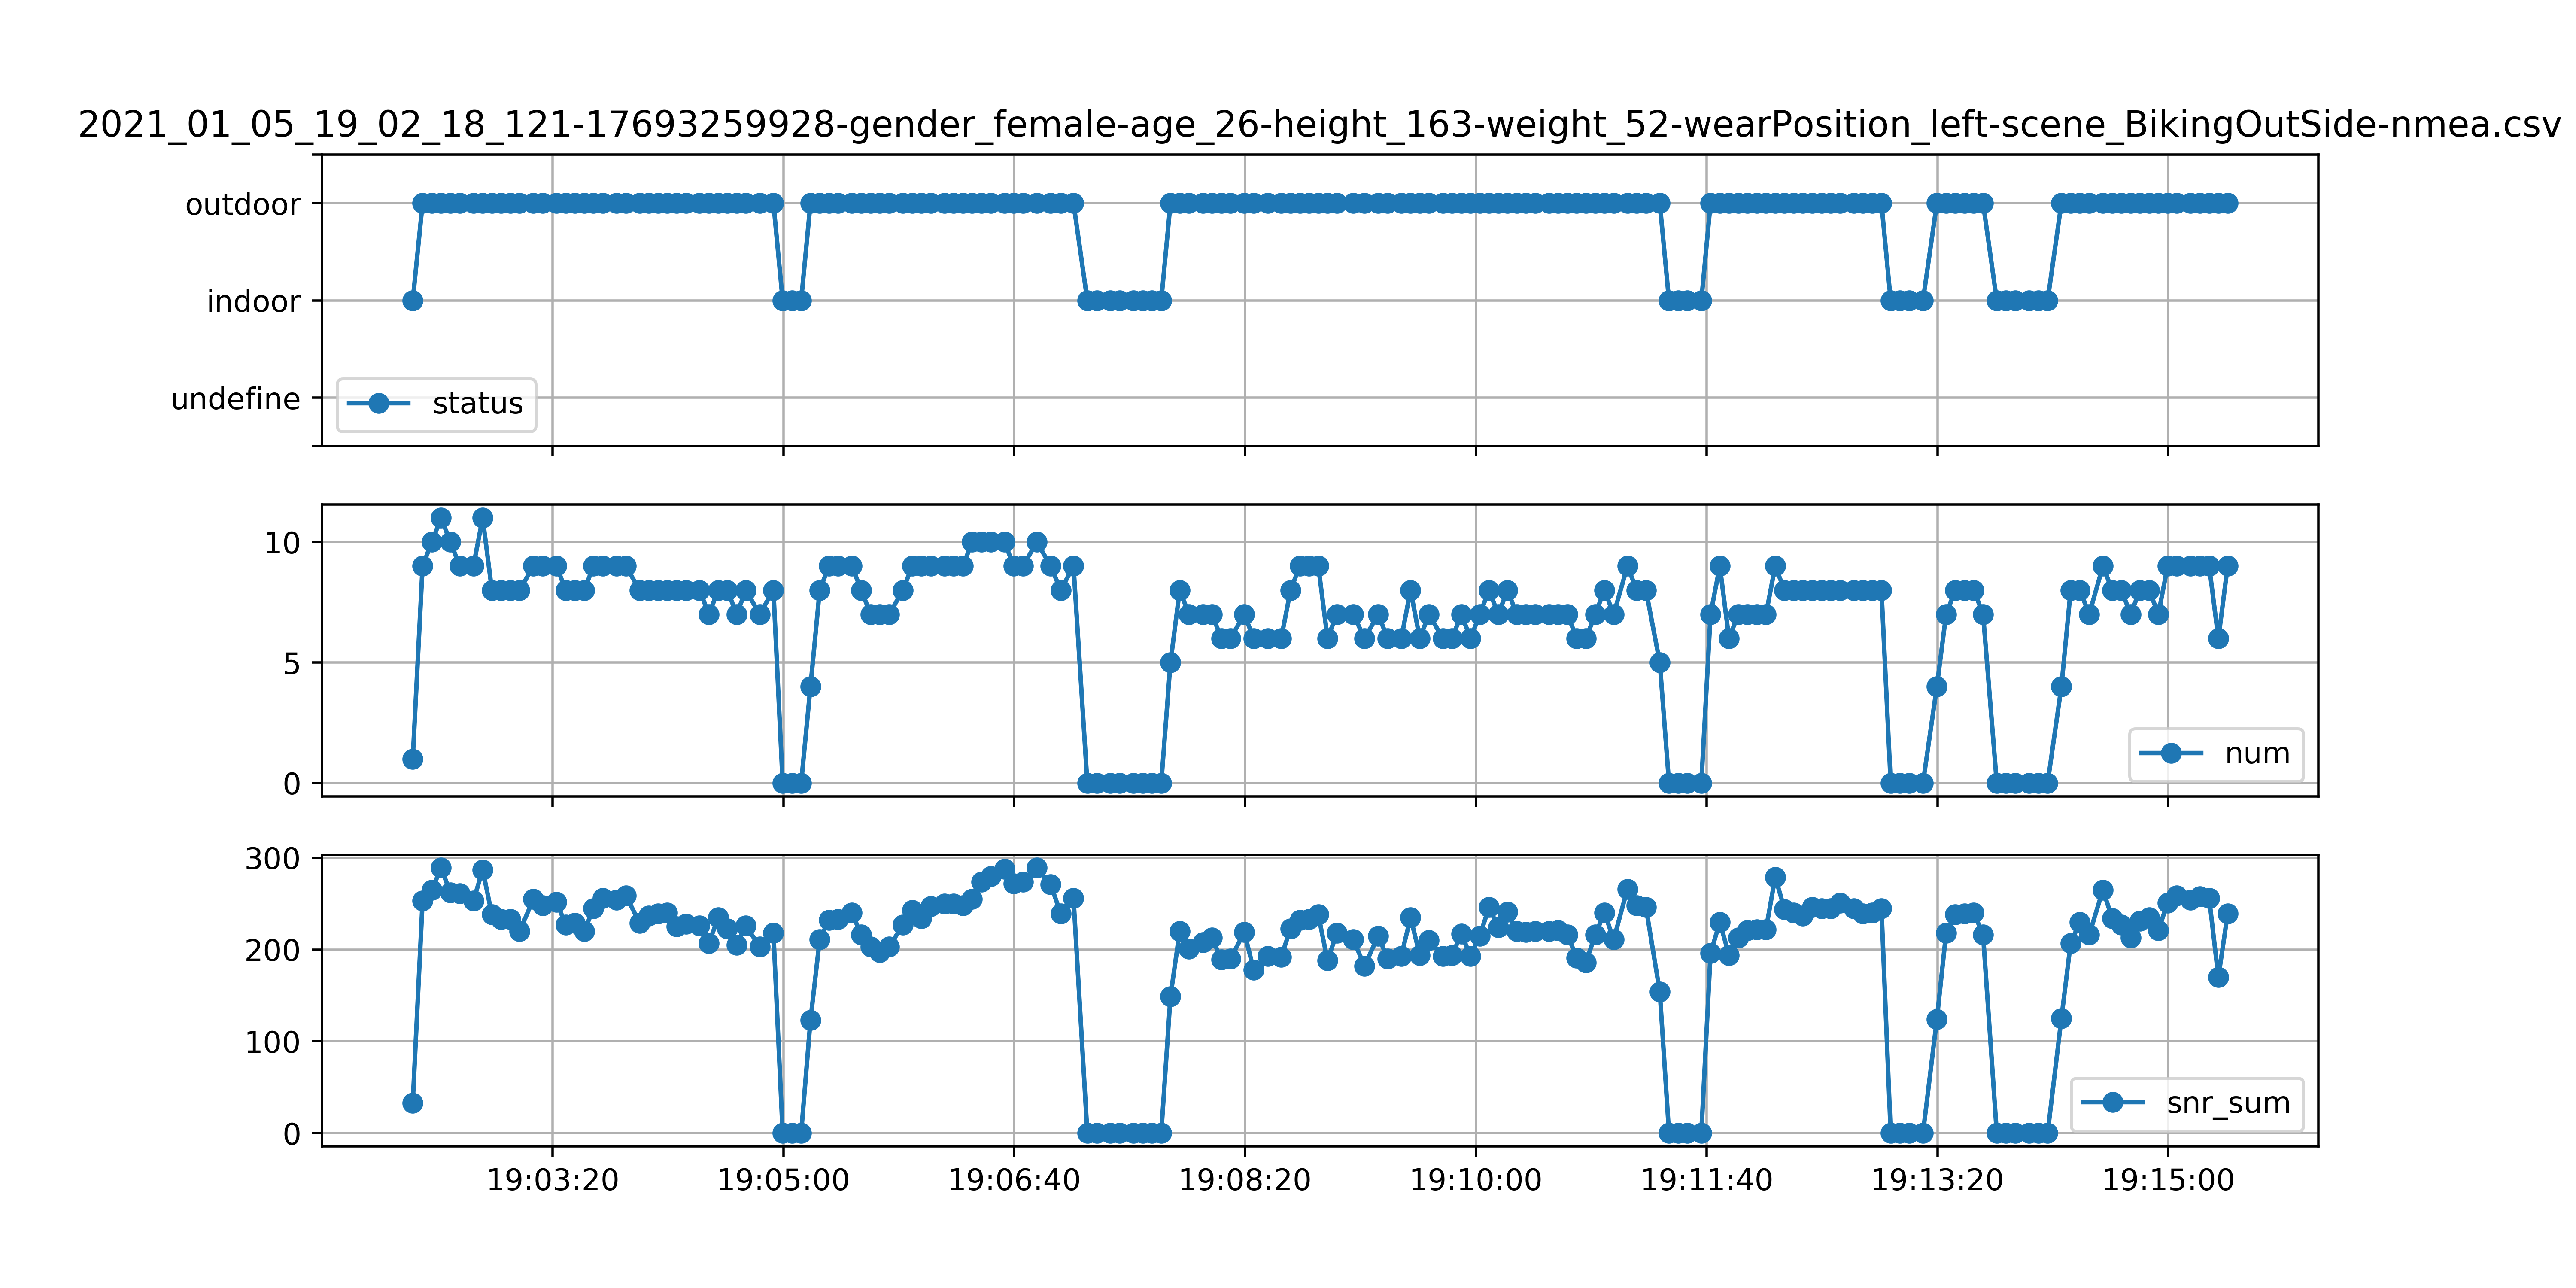 2021_01_05_19_02_18_121-17693259928-gender_female-age_26-height_163-weight_52-wearPosition_left-scene_BikingOutSide-nmea.csv
outdoor
indoor
undefine
status
10
5
0
num
300
200
100
0
snr_sum
19:03:20 19:05:00 19:06:40 19:08:20 19:10:00 19:11:40 19:13:20 19:15:00